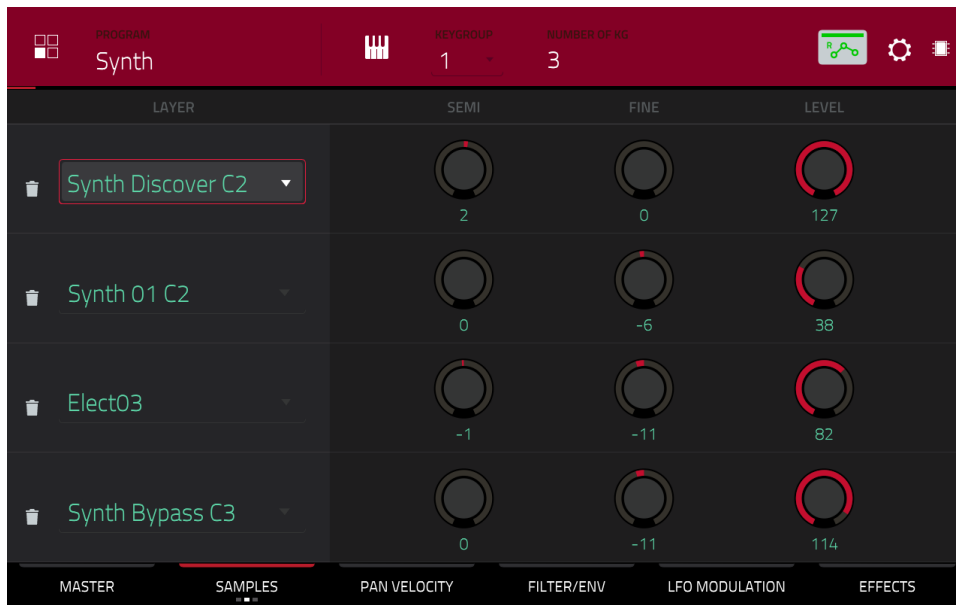 PROGRAM KEYGROUP NUMBER OF KG
Synth 1 3
R
LAYER SEMI FINE LEVEL
Synth Discover C2
2 0 127
Synth 01 C2
0 -6 38
Elect03
-1 -11 82
Synth Bypass C3
0 -11 114
MASTER SAMPLES PAN VELOCITY FILTER/ENV LFO MODULATION EFFECTS